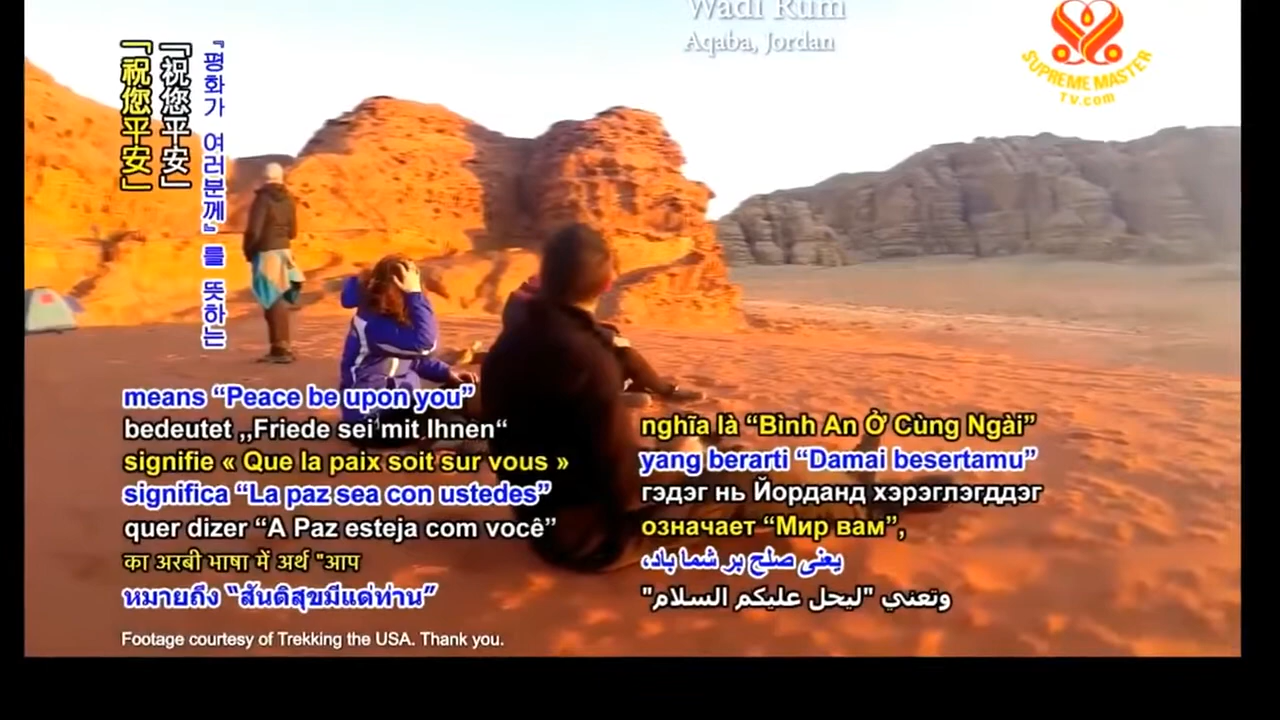 Wadi Rum
Aqaba, Jordan
SUPREME MASTER
TV.com
「祝您平安」
「祝您平安」
『평화가 여러분께』를 뜻하는
means “Peace be upon you”
bedeutet ,,Friede sei mit Ihnen“
signifie « Que la paix soit sur vous »
significa “La paz sea con ustedes”
quer dizer “A Paz esteja com você”
का अरबी भाषा में अर्थ "आप
หมายถึง “สันติสุขมีแด่ท่าน”
nghĩa là “Bình An Ở Cùng Ngài”
yang berarti “Damai besertamu”
гэдэг нь Йорданд хэрэглэгддэг
означает “Мир вам”,
یعنی صلح بر شما باد،
وتعني "ليحل عليكم السلام"
Footage courtesy of Trekking the USA. Thank you.